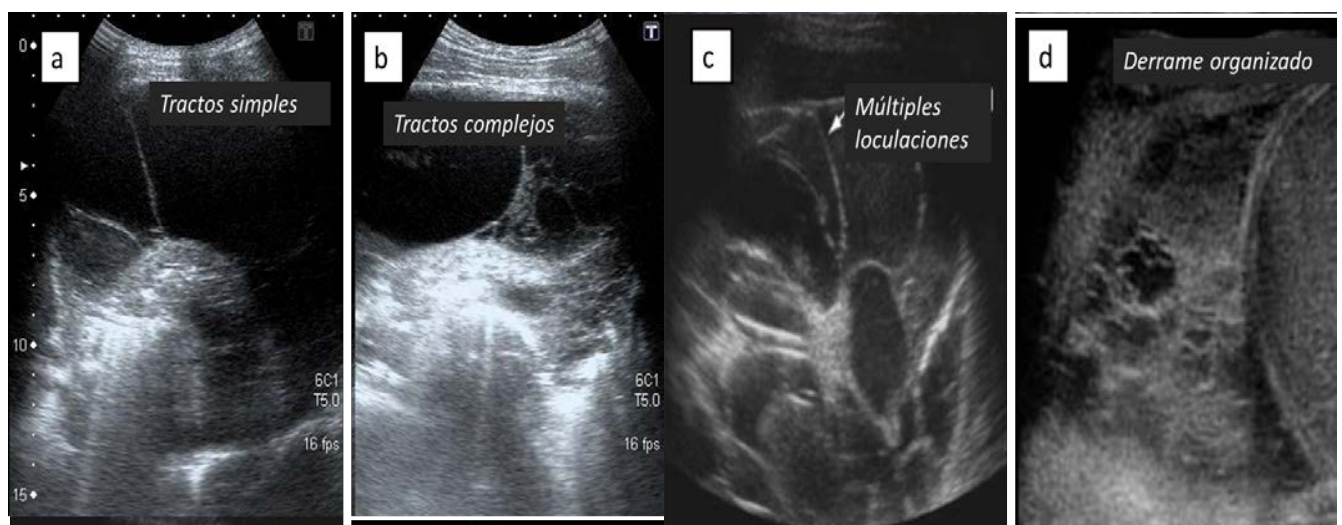 a
Tractos simples
T
0
5
10
15
6C1
T5.0
16 fps
b
Tractos complejos
T
6C1
T5.0
16 fps
c
Múltiples
loculaciones
d
Derrame organizado